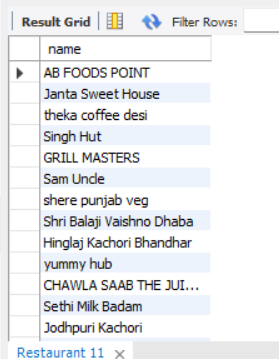 Result Grid
Filter Rows:
name
AB FOODS POINT
Janta Sweet House
theka coffee desi
Singh Hut
GRILL MASTERS
Sam Uncle
shere punjab veg
Shri Balaji Vaishno Dhaba
Hinglaj Kachori Bhandhar
yummy hub
CHAWLA SAAB THE JUI...
Sethi Milk Badam
Jodhpuri Kachori
Restaurant 11 ×